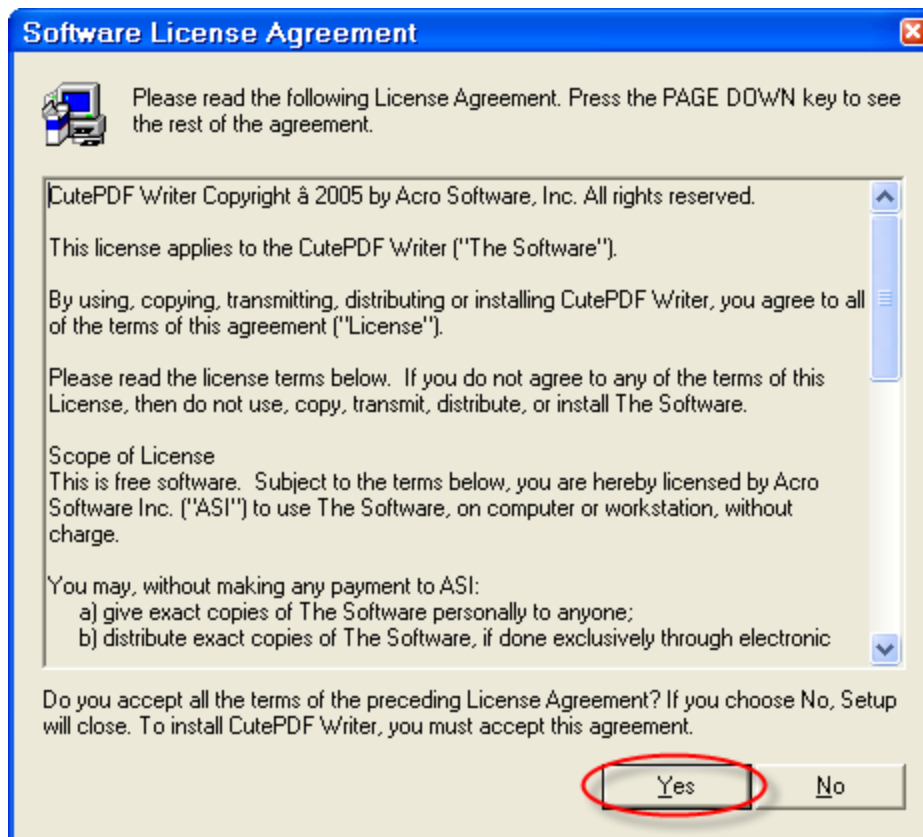 Software License Agreement
Please read the following License Agreement. Press the PAGE DOWN key to see
the rest of the agreement.
CutePDF Writer Copyright â 2005 by Acro Software, Inc. All rights reserved.
This license applies to the CutePDF Writer ("The Software").
By using, copying, transmitting, distributing or installing CutePDF Writer, you agree to all
of the terms of this agreement ("License").
Please read the license terms below.  If you do not agree to any of the terms of this
License, then do not use, copy, transmit, distribute, or install The Software.
Scope of License
This is free software.  Subject to the terms below, you are hereby licensed by Acro
Software Inc. ("ASI") to use The Software, on computer or workstation, without
charge.
You may, without making any payment to ASI:
a) give exact copies of The Software personally to anyone;
b) distribute exact copies of The Software, if done exclusively through electronic
Do you accept all the terms of the preceding License Agreement? If you choose No, Setup
will close. To install CutePDF Writer, you must accept this agreement.
Yes No